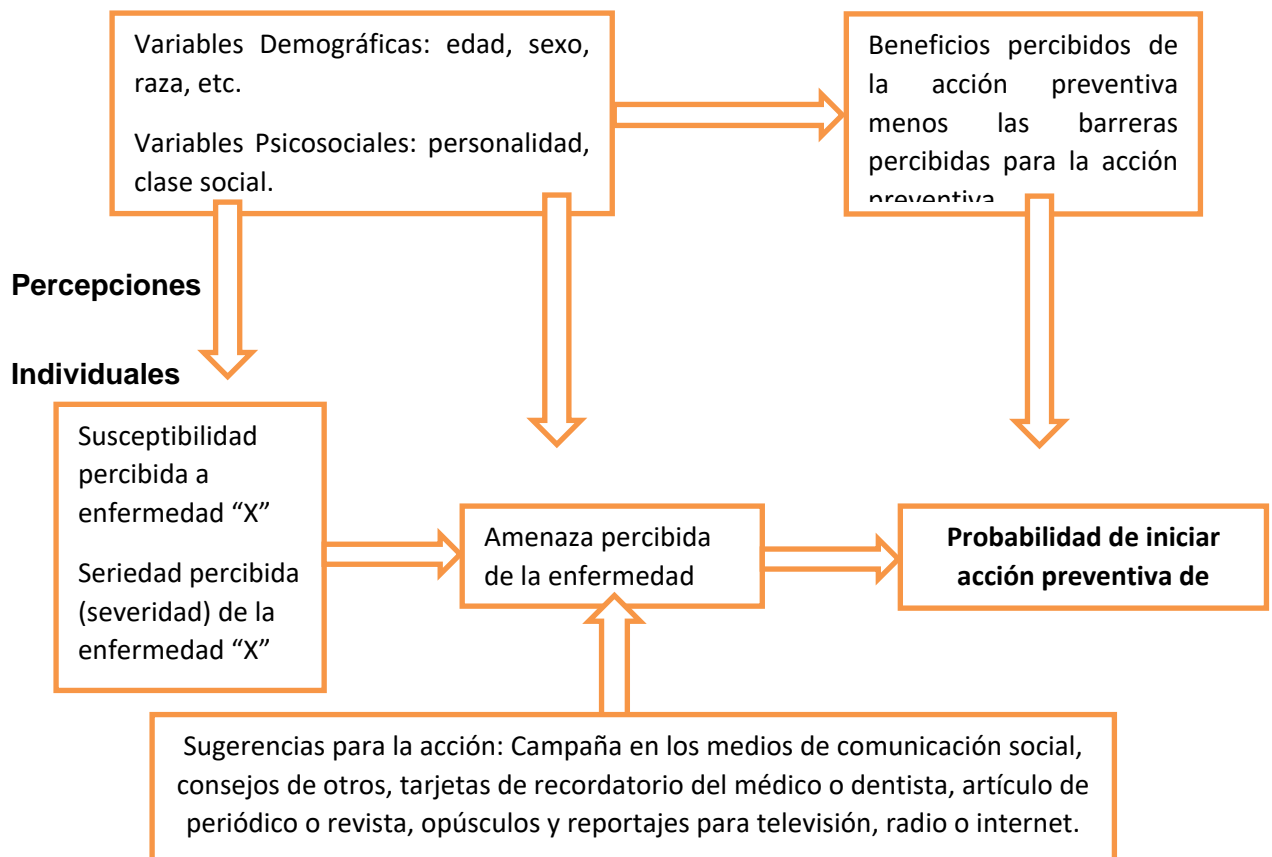 Variables Demográficas: edad, sexo,
raza, etc.
Variables Psicosociales: personalidad,
clase social.
Beneficios percibidos de
la acción preventiva
menos las barreras
percibidas para la acción
preventiva
Percepciones
Individuales
Susceptibilidad
percibida a
enfermedad “X”
Seriedad percibida
(severidad) de la
enfermedad “X”
Amenaza percibida
de la enfermedad
Probabilidad de iniciar
acción preventiva de
Sugerencias para la acción: Campaña en los medios de comunicación social,
consejos de otros, tarjetas de recordatorio del médico o dentista, artículo de
periódico o revista, opúsculos y reportajes para televisión, radio o internet.